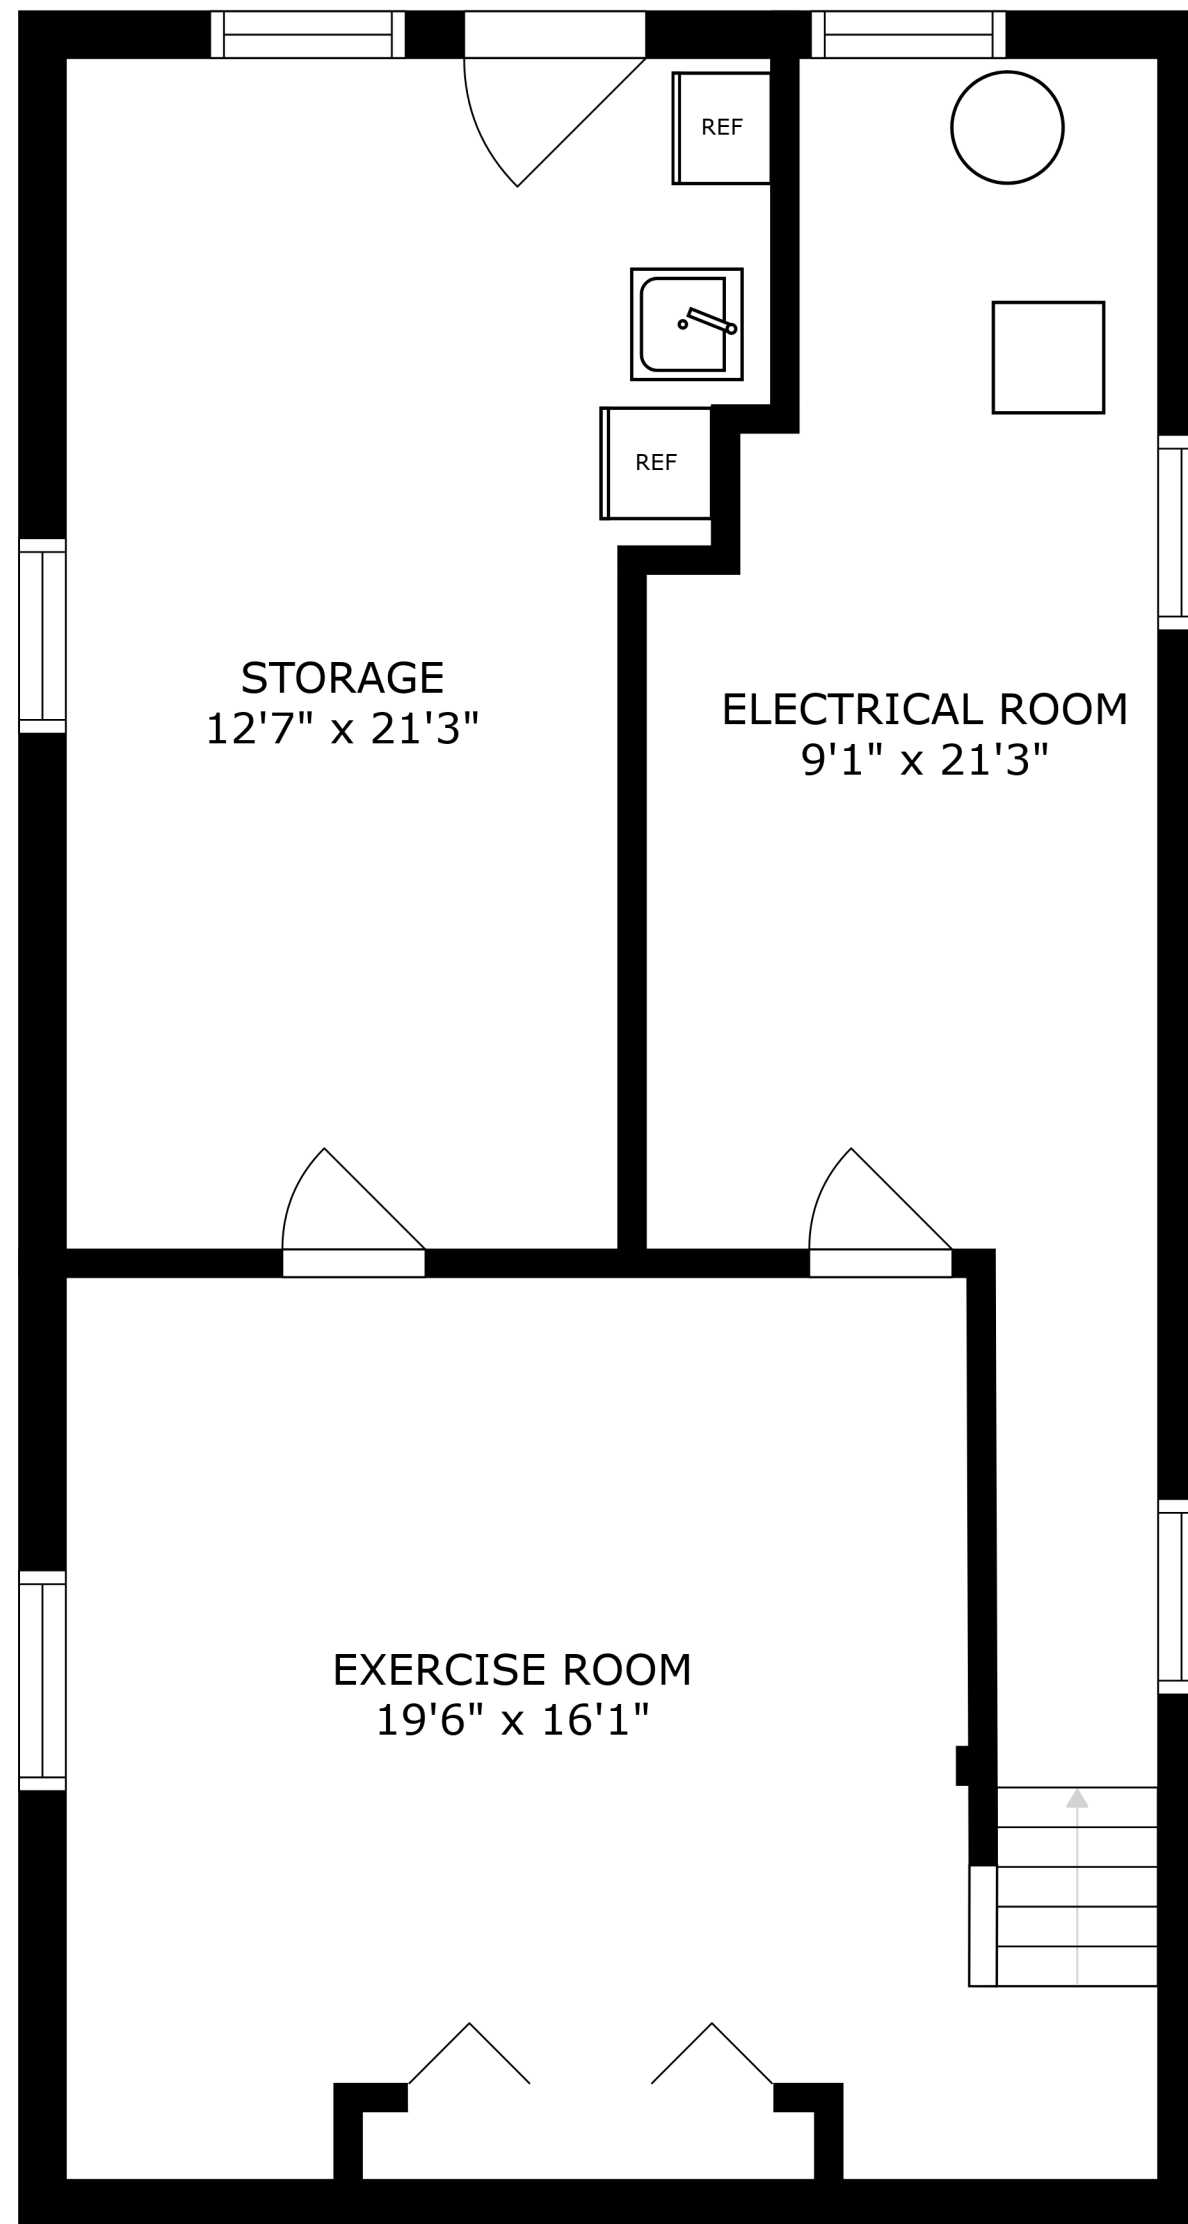 REF
REF
STORAGE
12'7" x 21'3"
ELECTRICAL ROOM
9'1" x 21'3"
EXERCISE ROOM
19'6" x 16'1"